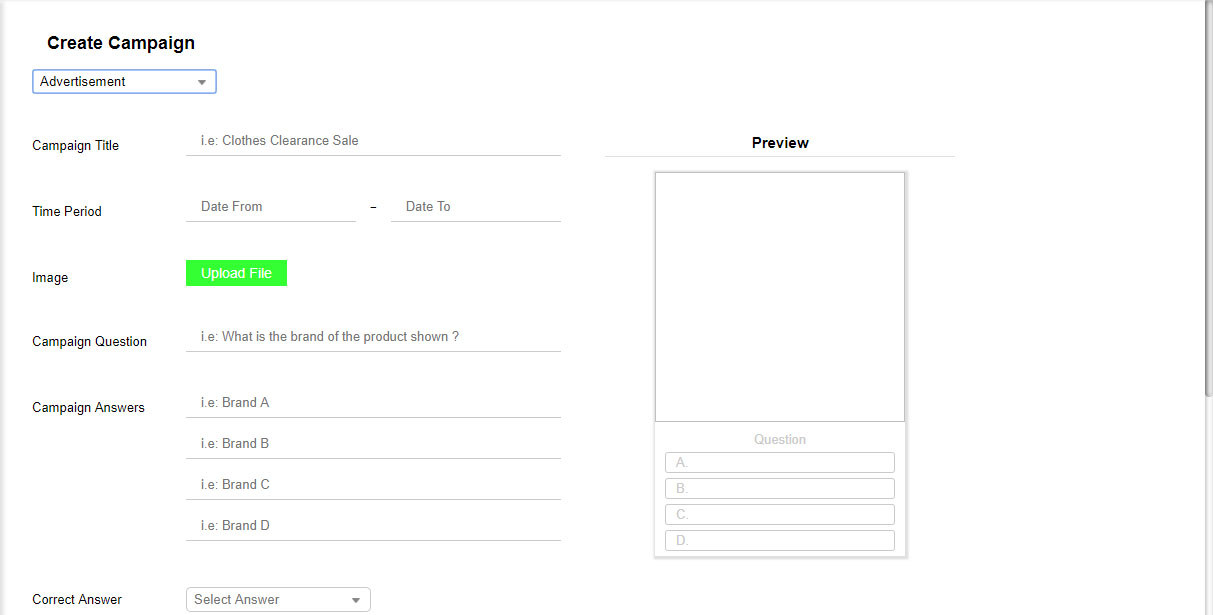 Create Campaign
Advertisement
Campaign Title
i.e: Clothes Clearance Sale
Time Period
Date From
–
Date To
Image
Upload File
Campaign Question
i.e: What is the brand of the product shown ?
Campaign Answers
i.e: Brand A
i.e: Brand B
i.e: Brand C
i.e: Brand D
Correct Answer
Select Answer
Preview
Question
A.
B.
C.
D.